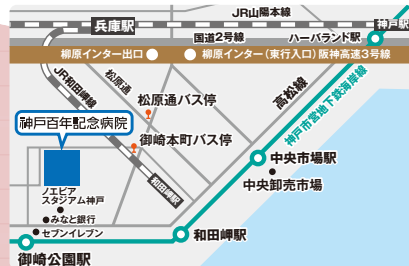 JR山陽本線
神戸駅
兵庫駅
国道2号線
ハーバーランド駅
柳原インター出口
柳原インター(東行入口)阪神高速3号線
JR和田岬線
松原通
松原通バス停
高松線
神戸市営地下鉄海岸線
神戸百年記念病院
御崎本町バス停
中央市場駅
中央卸売市場
和田岬駅
ノエビア
スタジアム神戸
みなと銀行
セブンイレブン
和田岬駅
御崎公園駅